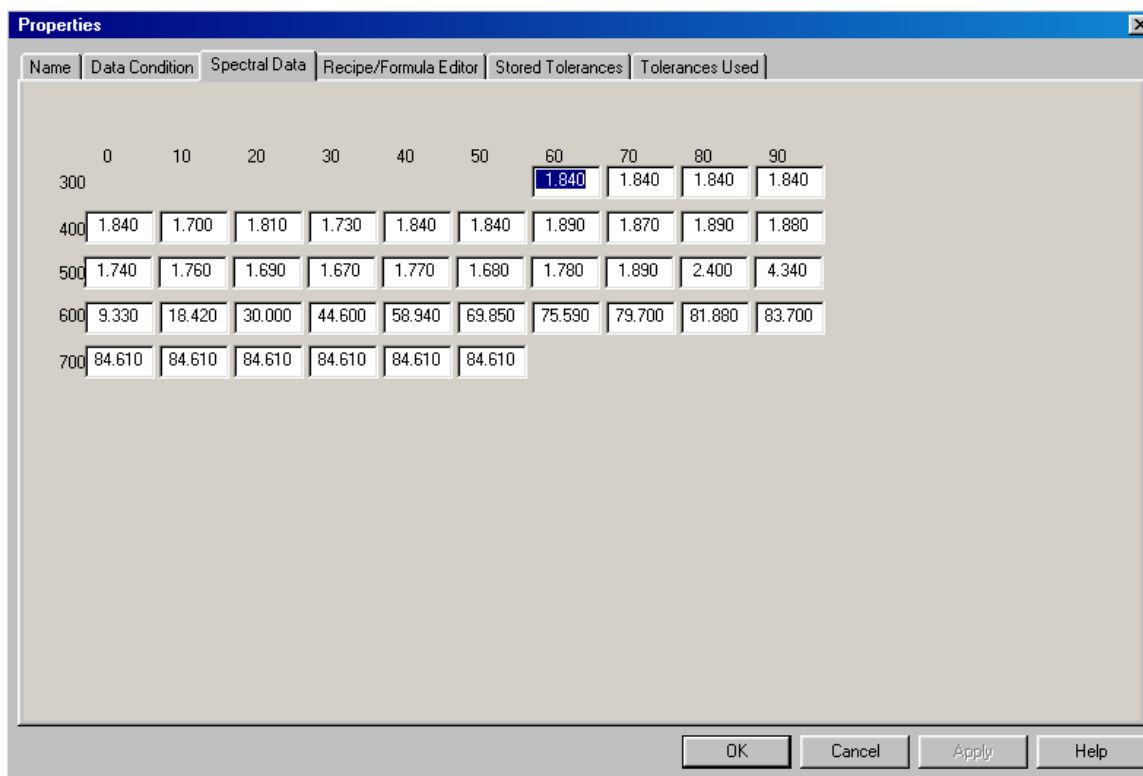 Properties
Name Data Condition Spectral Data Recipe/Formula Editor Stored Tolerances Tolerances Used
0 10 20 30 40 50 60 70 80 90
300 1.840 1.840 1.840 1.840
400 1.840 1.700 1.810 1.730 1.840 1.840 1.890 1.870 1.890 1.880
500 1.740 1.760 1.690 1.670 1.770 1.680 1.780 1.890 2.400 4.340
600 9.330 18.420 30.000 44.600 58.940 69.850 75.590 79.700 81.880 83.700
700 84.610 84.610 84.610 84.610 84.610 84.610
OK Cancel Apply Help